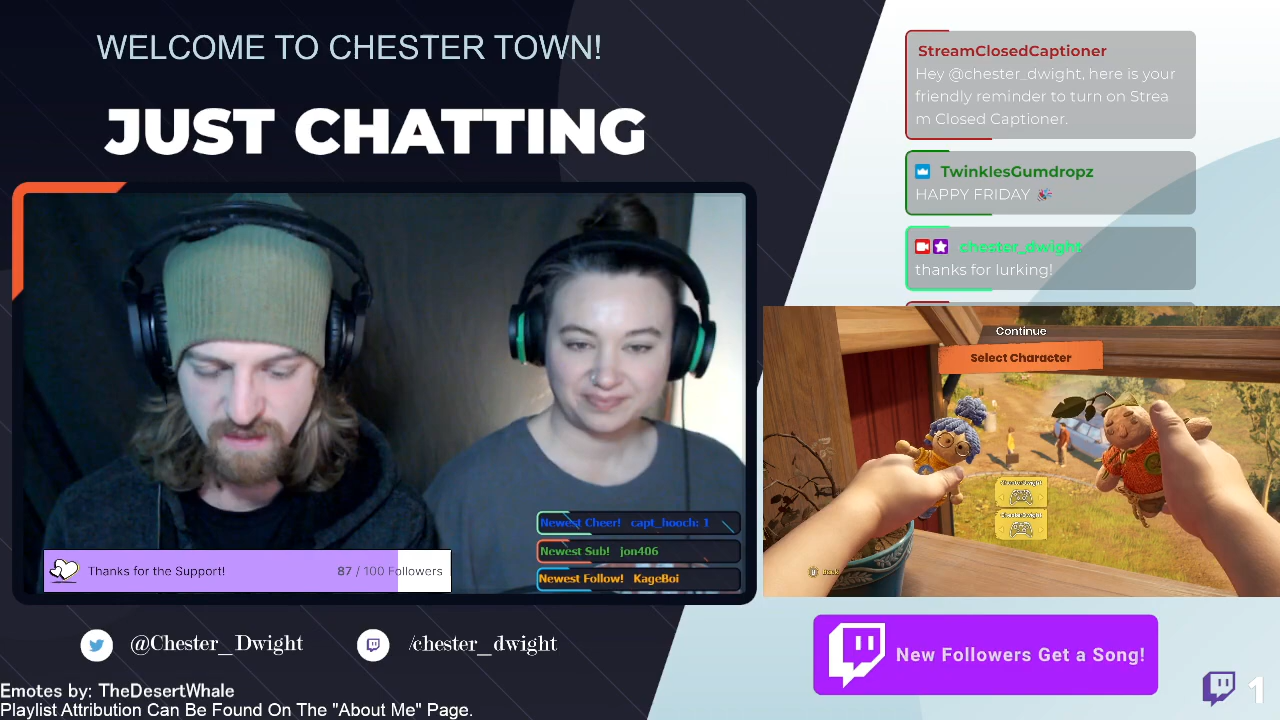 WELCOME TO CHESTER TOWN!
JUST CHATTING
StreamClosedCaptioner
Hey @chester_dwight, here is your
friendly reminder to turn on Strea
m Closed Captioner.
TwinklesGumdropz
HAPPY FRIDAY
chester_dwight
thanks for lurking!
Continue
Select Character
Back
Newest Cheer! capt_hooch: 1
Newest Sub! jon406
Newest Follow! KageBoi
Thanks for the Support!
87 / 100 Followers
@Chester_Dwight
/chester_dwight
New Followers Get a Song!
1
Emotes by: TheDesertWhale
Playlist Attribution Can Be Found On The "About Me" Page.